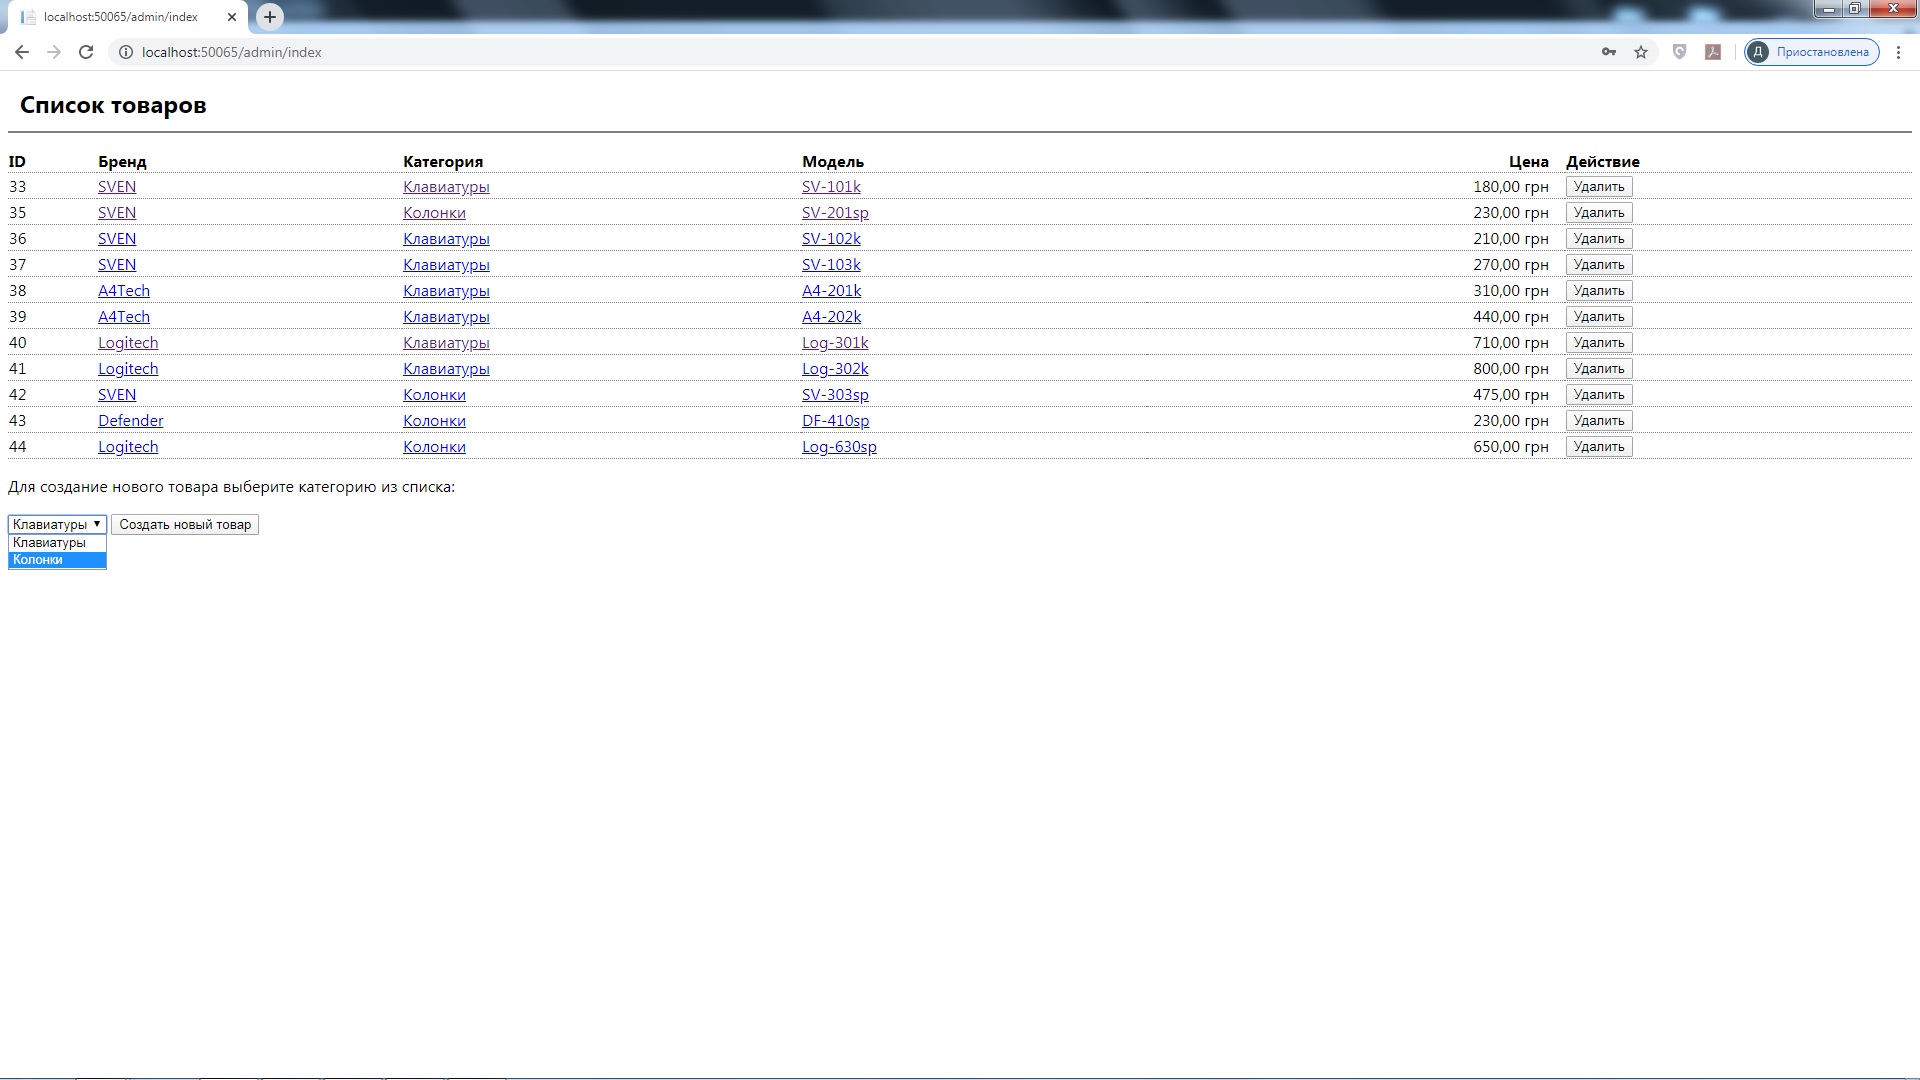 localhost:50065/admin/index
localhost:50065/admin/index
Д Приостановлена
Список товаров
ID Бренд Категория Модель Цена Действие
33 SVEN Клавиатуры SV-101k 180,00 грн Удалить
35 SVEN Колонки SV-201sp 230,00 грн Удалить
36 SVEN Клавиатуры SV-102k 210,00 грн Удалить
37 SVEN Клавиатуры SV-103k 270,00 грн Удалить
38 A4Tech Клавиатуры A4-201k 310,00 грн Удалить
39 A4Tech Клавиатуры A4-202k 440,00 грн Удалить
40 Logitech Клавиатуры Log-301k 710,00 грн Удалить
41 Logitech Клавиатуры Log-302k 800,00 грн Удалить
42 SVEN Колонки SV-303sp 475,00 грн Удалить
43 Defender Колонки DF-410sp 230,00 грн Удалить
44 Logitech Колонки Log-630sp 650,00 грн Удалить
Для создание нового товара выберите категорию из списка:
Клавиатуры Создать новый товар
Клавиатуры
Колонки